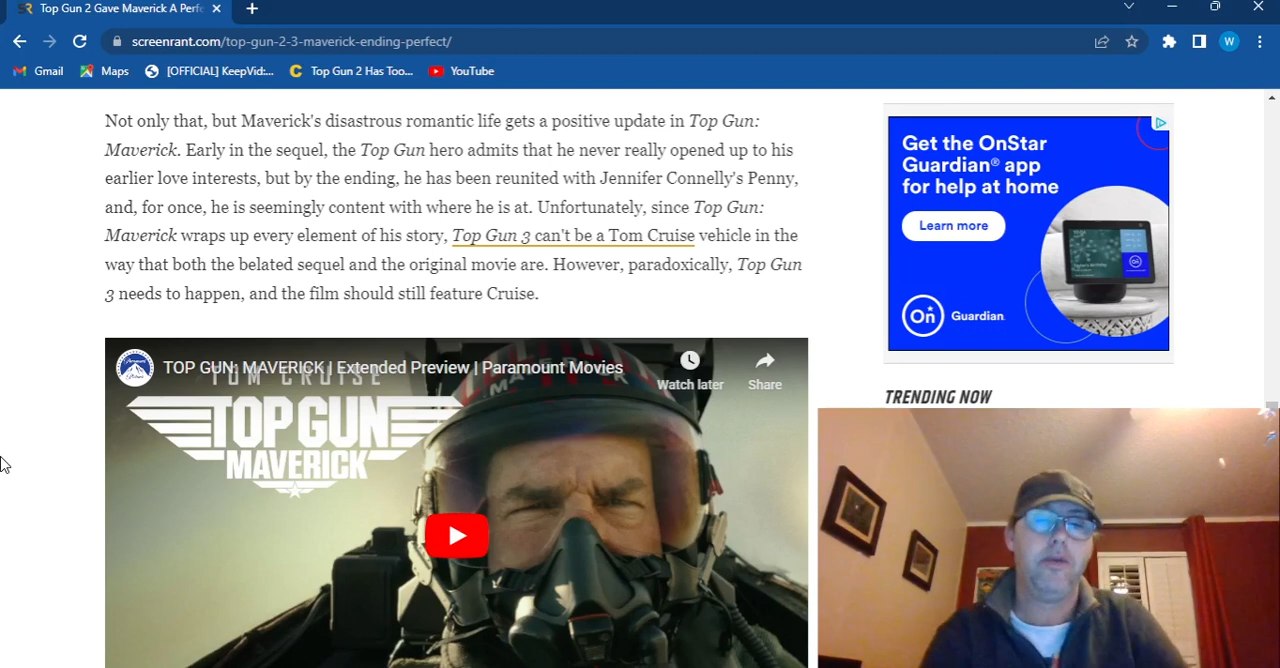 Top Gun 2 Gave Maverick A Perf
screenrant.com/top-gun-2-3-maverick-ending-perfect/
W
Gmail
Maps
[OFFICIAL] KeepVid:...
Top Gun 2 Has Too...
YouTube
Not only that, but Maverick's disastrous romantic life gets a positive update in Top Gun:
Maverick. Early in the sequel, the Top Gun hero admits that he never really opened up to his
earlier love interests, but by the ending, he has been reunited with Jennifer Connelly's Penny,
and, for once, he is seemingly content with where he is at. Unfortunately, since Top Gun:
Maverick wraps up every element of his story, Top Gun 3 can't be a Tom Cruise vehicle in the
way that both the belated sequel and the original movie are. However, paradoxically, Top Gun
3 needs to happen, and the film should still feature Cruise.
TOP GUN: MAVERICK | Extended Preview | Paramount Movies
Watch later
Share
TOM CRUISE
TOP GUN
MAVERICK
MAVERICK
Get the OnStar
Guardian® app
for help at home
Learn more
On
Guardian
TRENDING NOW